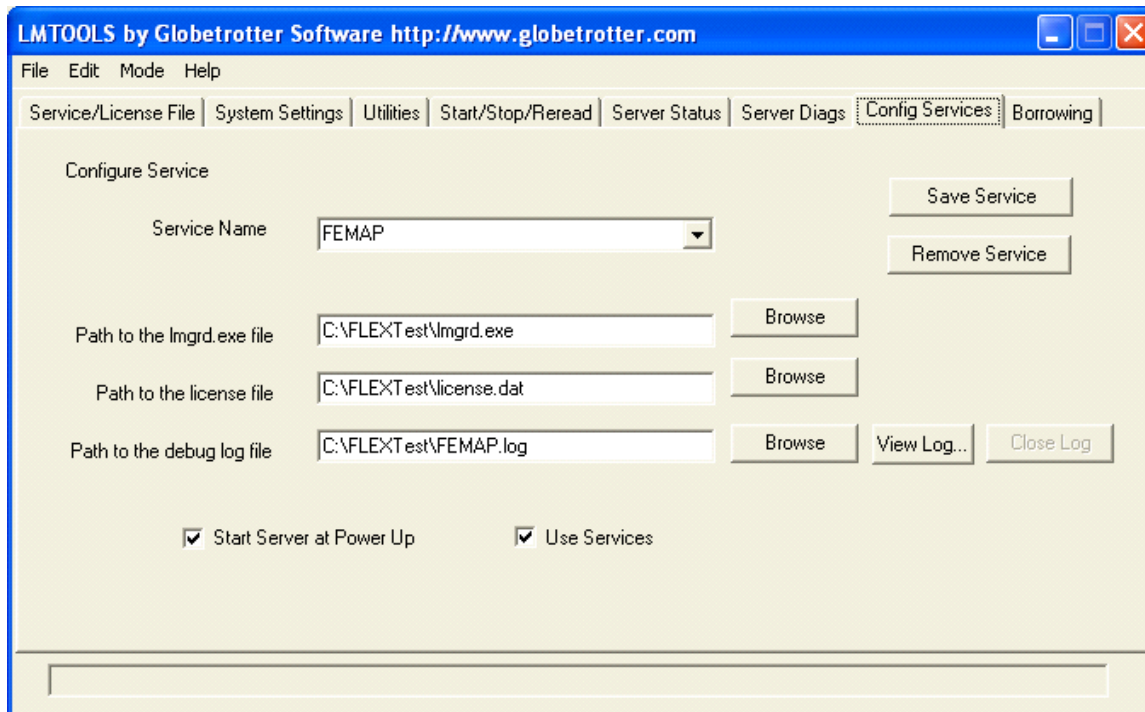 LMTOOLS by Globetrotter Software http://www.globetrotter.com
File Edit Mode Help
Service/License File System Settings Utilities Start/Stop/Reread Server Status Server Diags Config Services Borrowing
Configure Service
Save Service
Service Name FEMAP
Remove Service
Path to the lmgrd.exe file C:\FLEXTest\lmgrd.exe Browse
Path to the license file C:\FLEXTest\license.dat Browse
Path to the debug log file C:\FLEXTest\FEMAP.log Browse View Log... Close Log
Start Server at Power Up Use Services